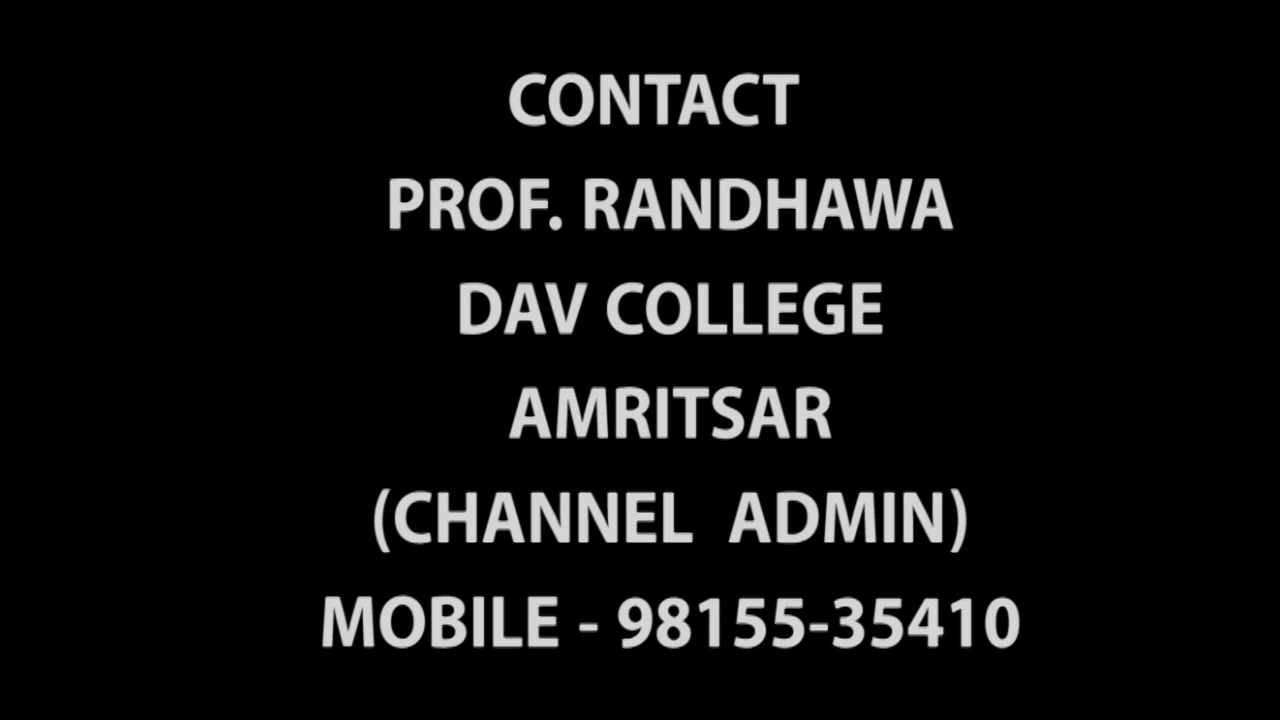 CONTACT
PROF. RANDHAWA
DAV COLLEGE
AMRITSAR
(CHANNEL ADMIN)
MOBILE - 98155-35410